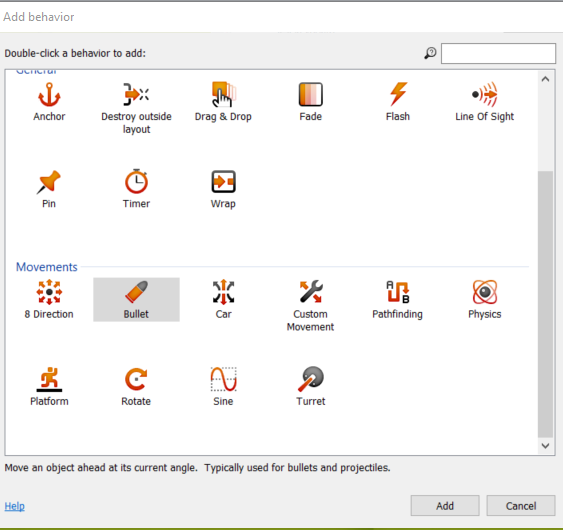 Add behavior
Double-click a behavior to add:
General
Anchor
Destroy outside
layout
Drag & Drop
Fade
Flash
Line Of Sight
Pin
Timer
Wrap
Movements
8 Direction
Bullet
Car
Custom
Movement
Pathfinding
Physics
A
B
Platform
Rotate
Sine
Turret
Move an object ahead at its current angle.  Typically used for bullets and projectiles.
Help
Add
Cancel